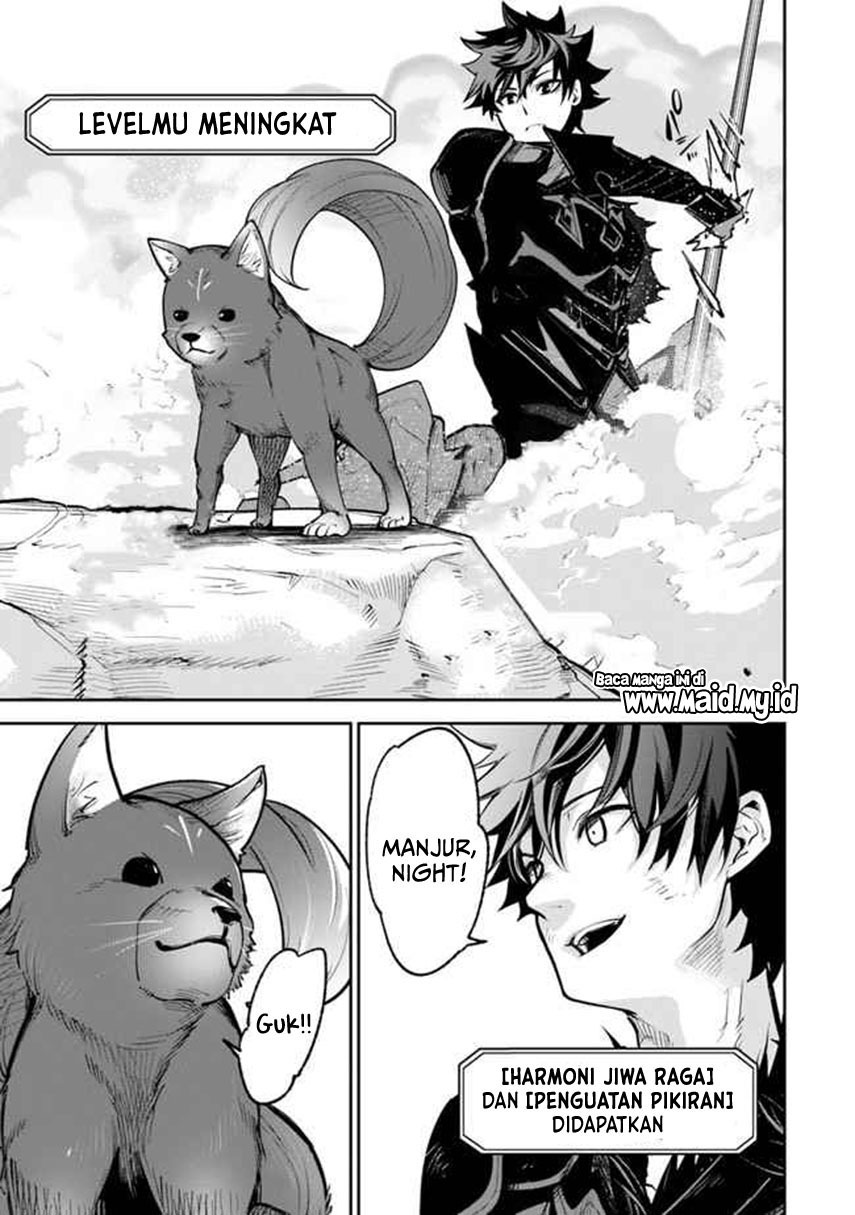 LEVELMU MENINGKAT
Baca Manga ini di
www.Maid.My.id
MANJUR,
NIGHT!
[HARMONI JIWA RAGA]
DAN [PENGUATAN PIKIRAN]
DIDAPATKAN
GUK!!